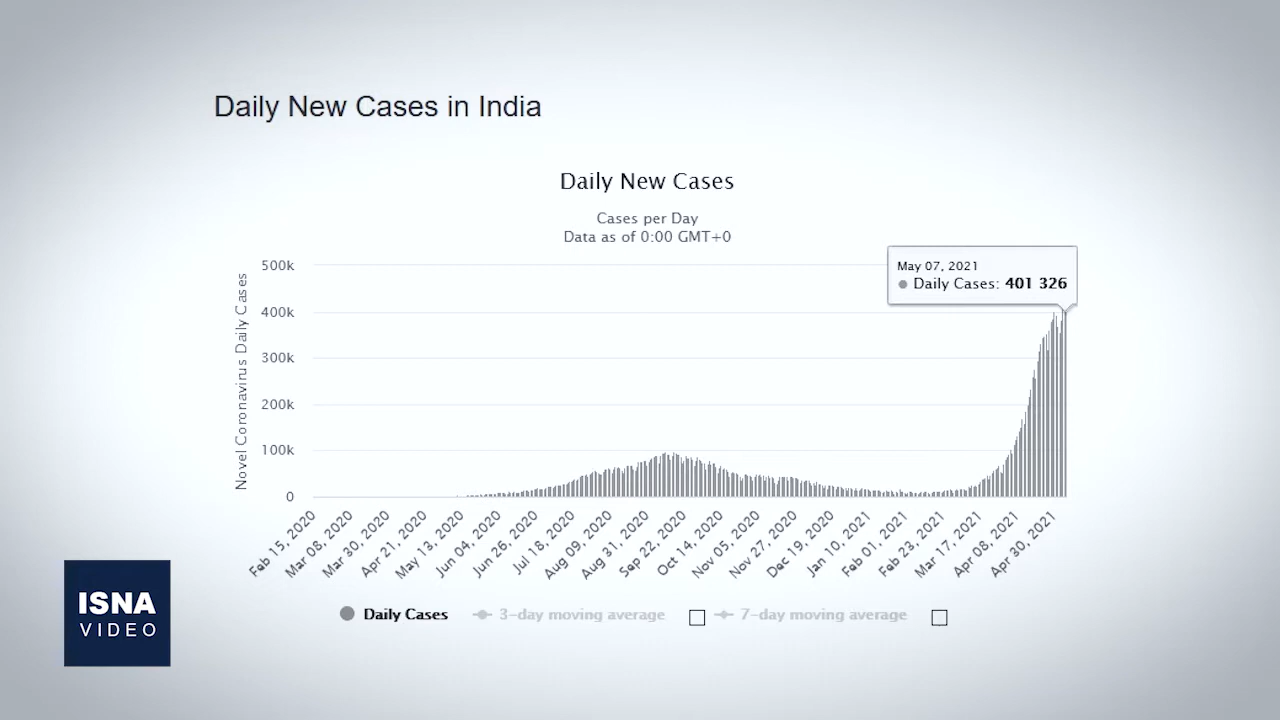 Daily New Cases in India
Daily New Cases
Cases per Day
Data as of 0:00 GMT+0
May 07, 2021
Daily Cases: 401 326
Novel Coronavirus Daily Cases
500k
400k
300k
200k
100k
0
Feb 15, 2020
Mar 08, 2020
Mar 30, 2020
Apr 21, 2020
May 13, 2020
Jun 04, 2020
Jun 26, 2020
Jul 18, 2020
Aug 09, 2020
Aug 31, 2020
Sep 22, 2020
Oct 14, 2020
Nov 05, 2020
Nov 27, 2020
Dec 19, 2020
Jan 10, 2021
Feb 01, 2021
Feb 23, 2021
Mar 17, 2021
Apr 08, 2021
Apr 30, 2021
Daily Cases 3-day moving average 7-day moving average
ISNA
VIDEO